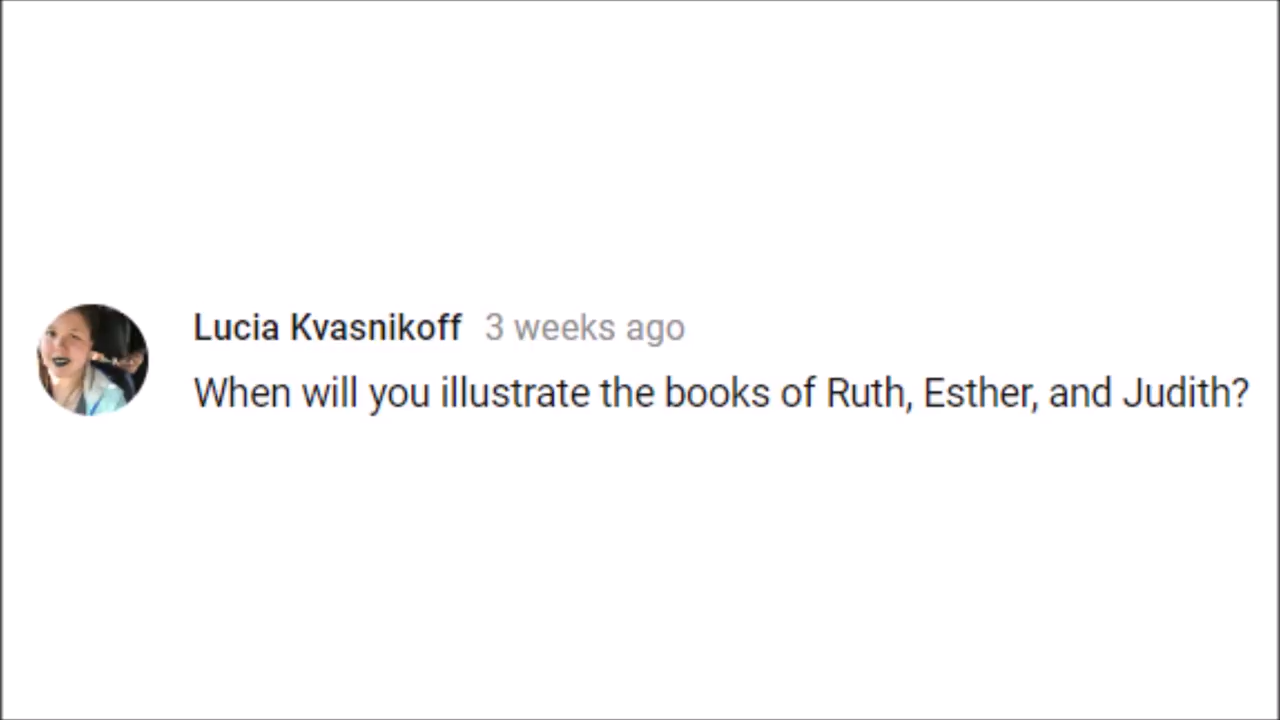 Lucia Kvasnikoff 3 weeks ago
When will you illustrate the books of Ruth, Esther, and Judith?